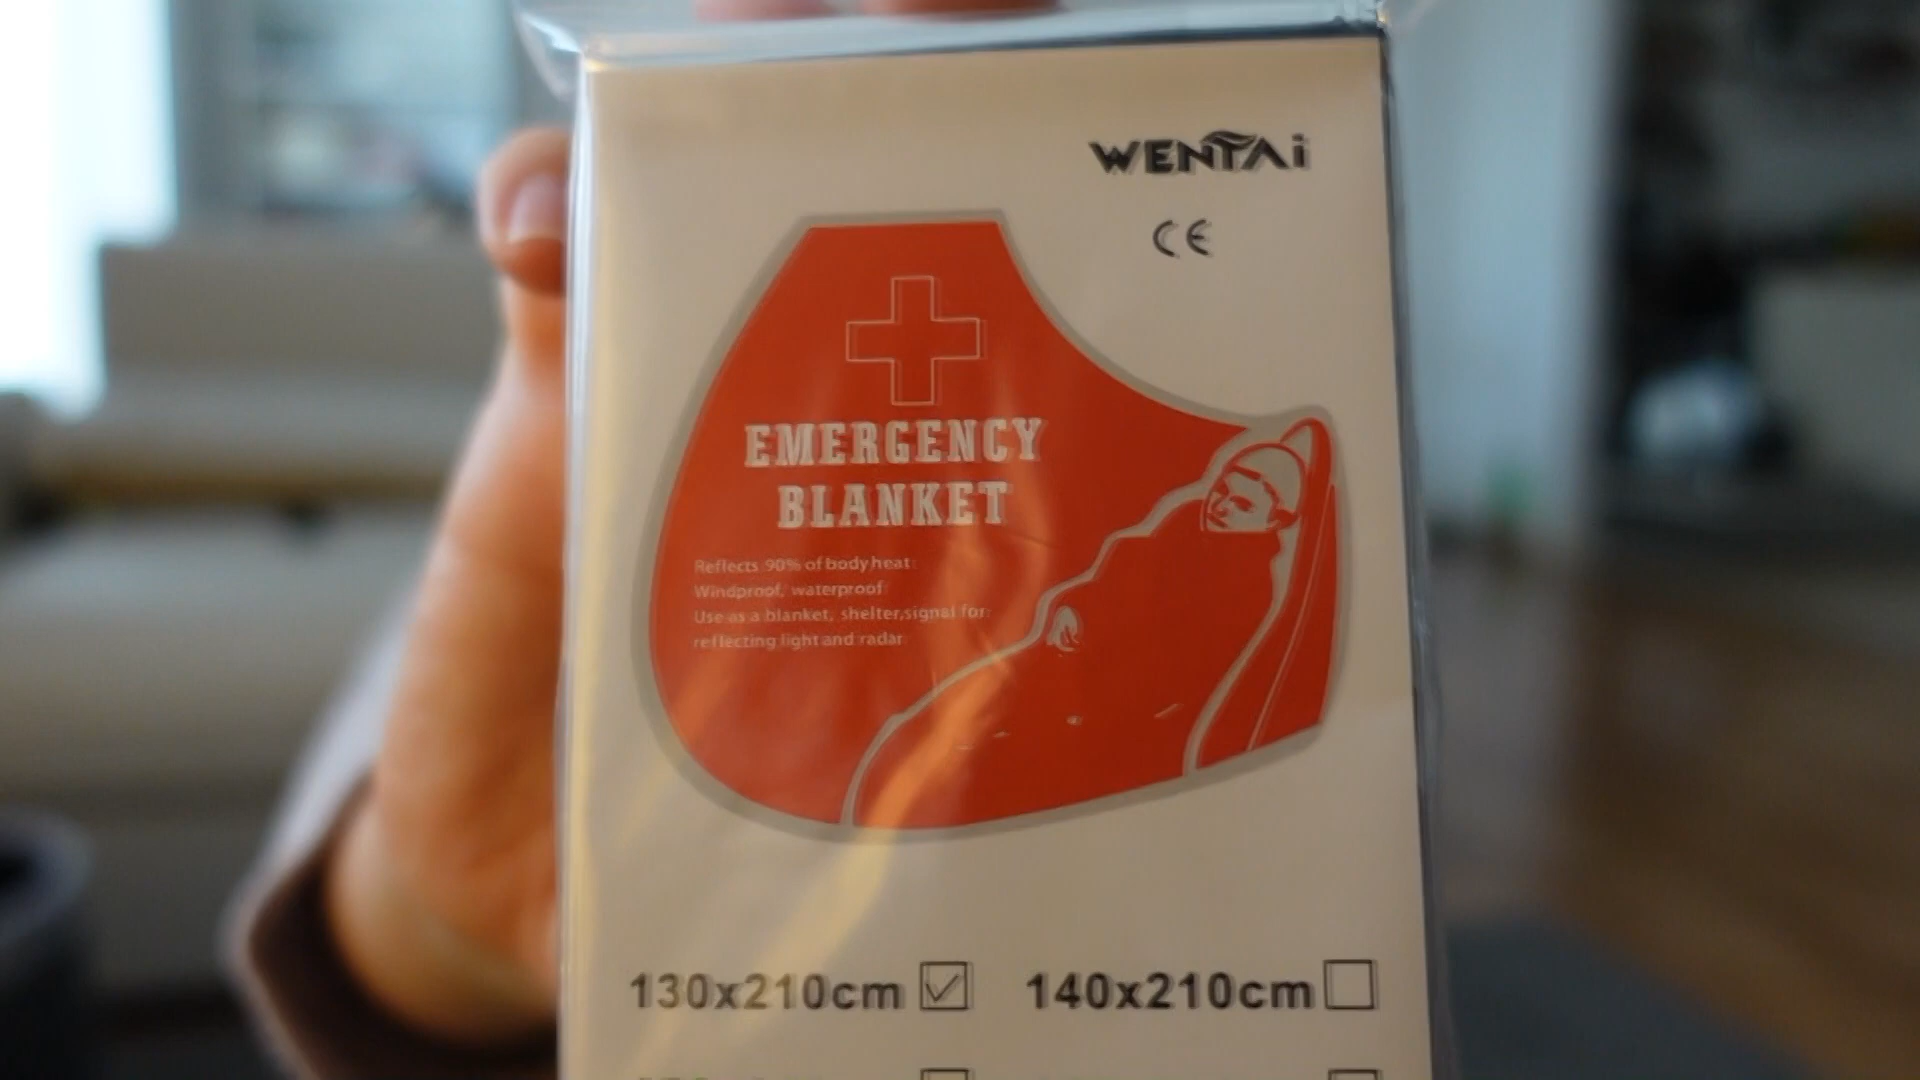 WENTAi
CE
EMERGENCY
BLANKET
Reflects 90% of body heat
Windproof, waterproof
Use as a blanket, shelter,signal for
reflecting light and radar
130x210cm
140x210cm